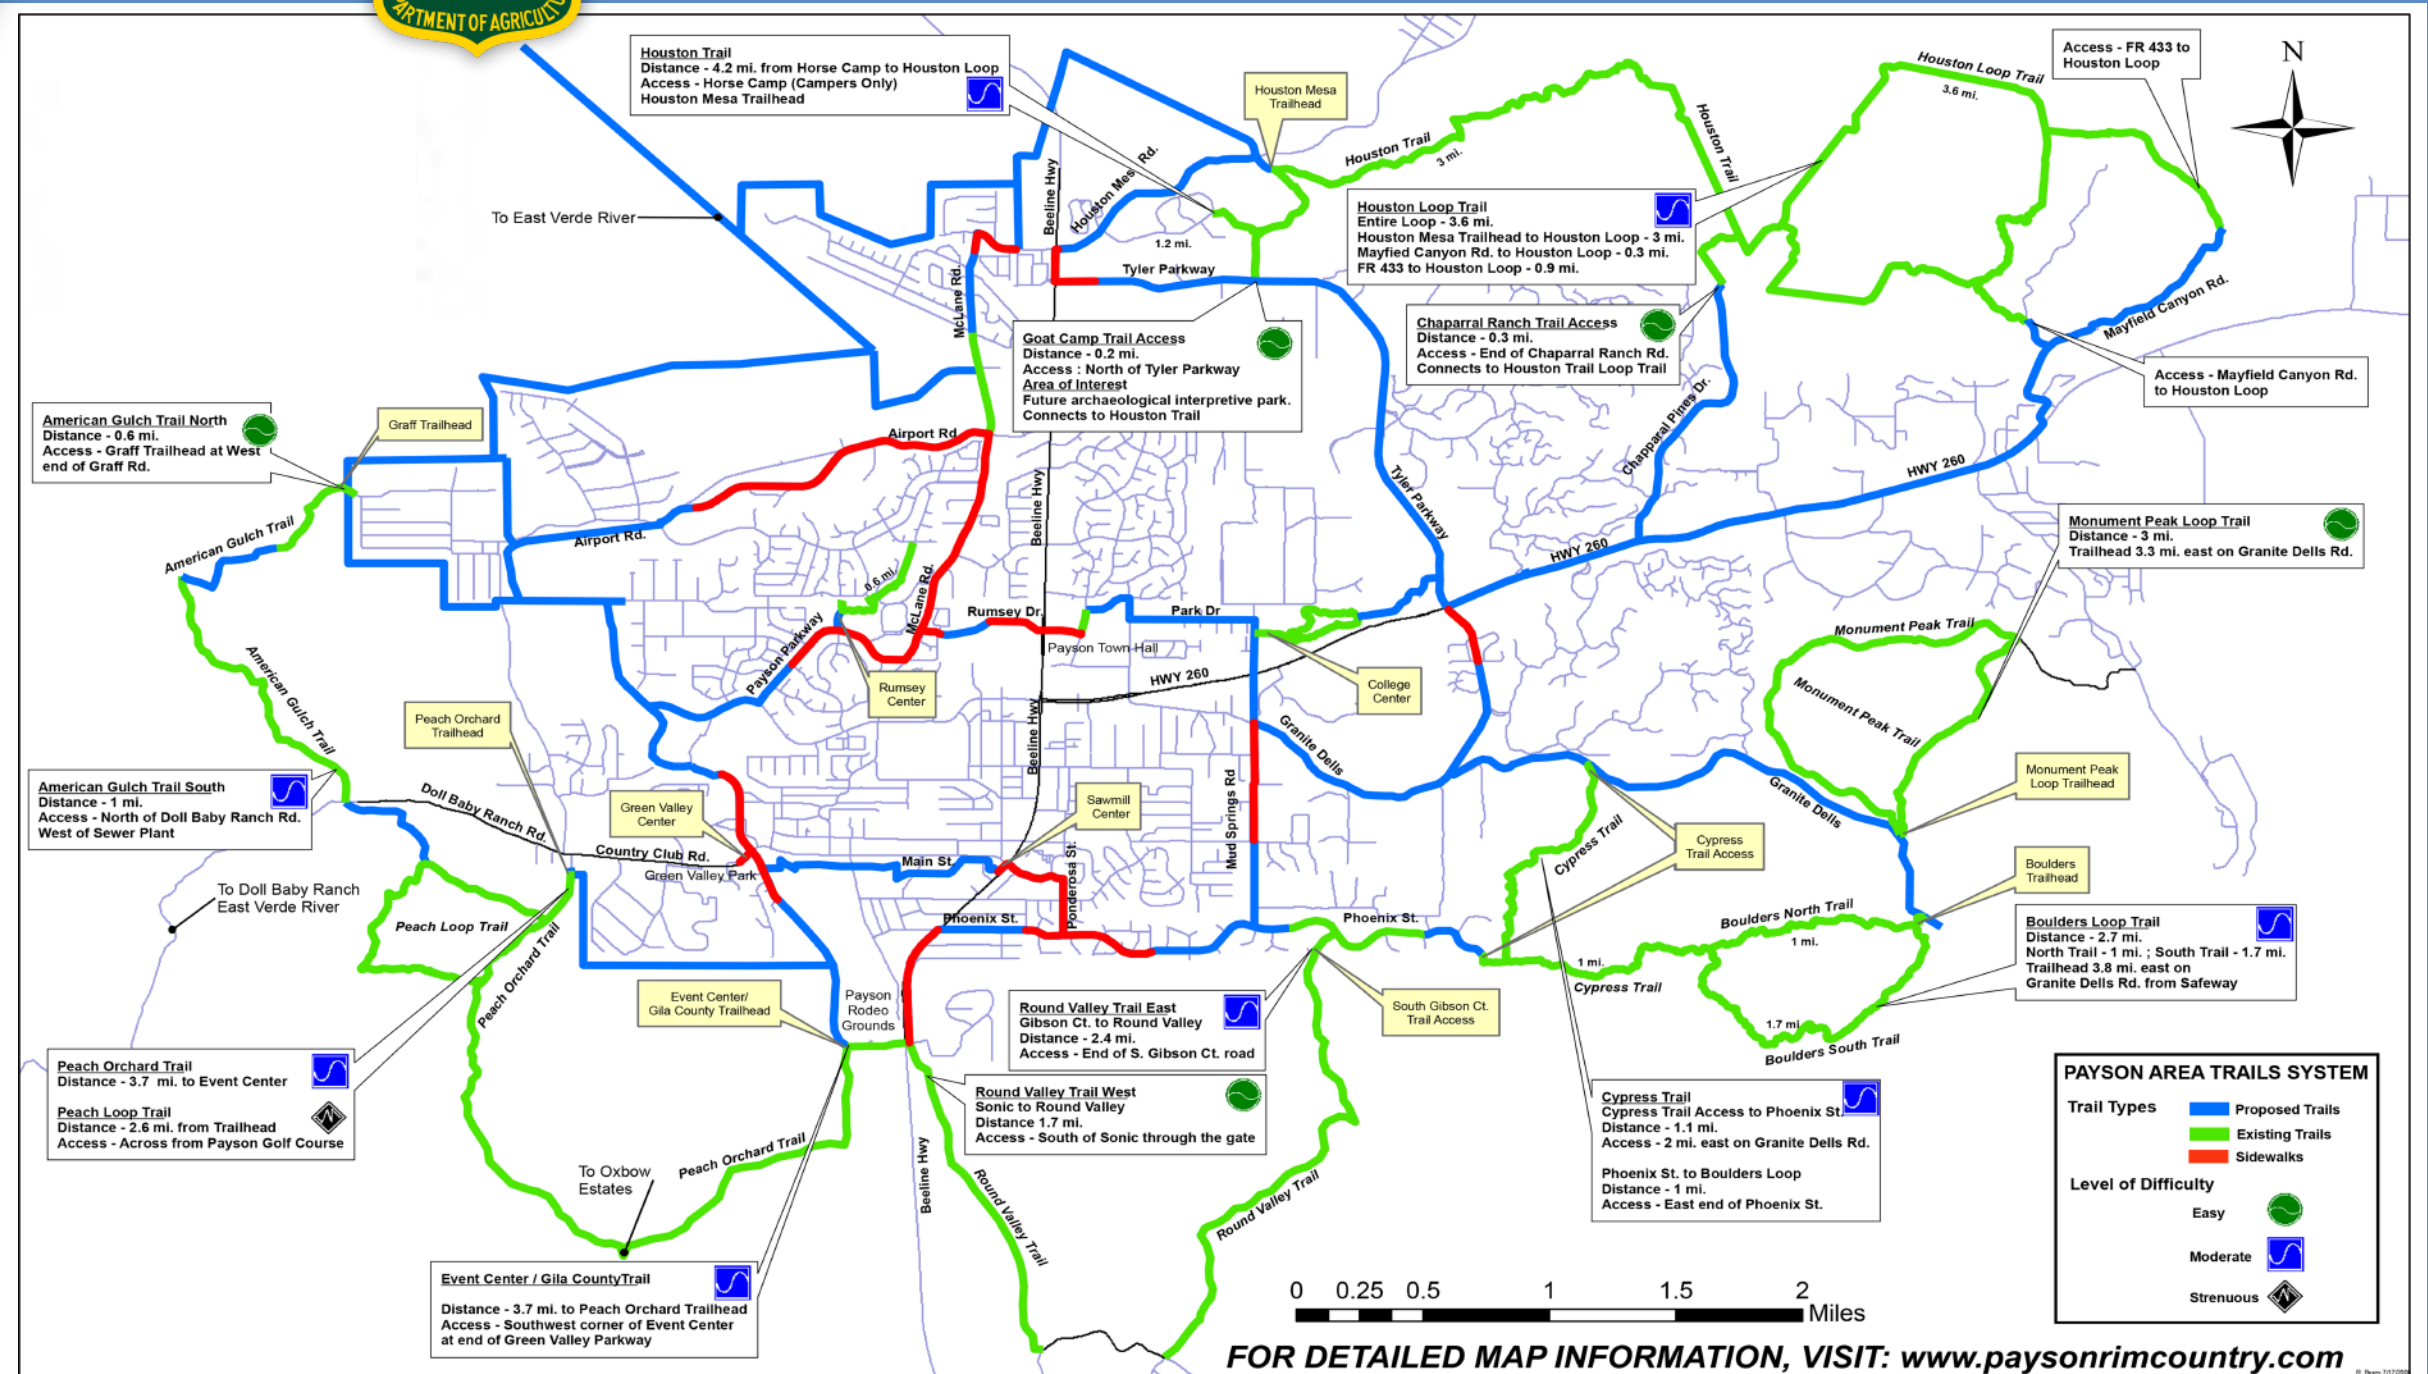 DEPARTMENT OF AGRICULTURE
Houston Trail
Distance - 4.2 mi. from Horse Camp to Houston Loop
Access - Horse Camp (Campers Only)
Houston Mesa Trailhead
Houston Mesa
Trailhead
Houston Trail
3 mi.
Houston Trail
Houston Loop Trail
3.6 mi.
Access - FR 433 to
Houston Loop
N
To East Verde River
Beeline Hwy
Houston Mesa Rd.
1.2 mi.
Tyler Parkway
McLane Rd.
Houston Loop Trail
Entire Loop - 3.6 mi.
Houston Mesa Trailhead to Houston Loop - 3 mi.
Mayfied Canyon Rd. to Houston Loop - 0.3 mi.
FR 433 to Houston Loop - 0.9 mi.
Goat Camp Trail Access
Distance - 0.2 mi.
Access : North of Tyler Parkway
Area of Interest
Future archaeological interpretive park.
Connects to Houston Trail
Chaparral Ranch Trail Access
Distance - 0.3 mi.
Access - End of Chaparral Ranch Rd.
Connects to Houston Trail Loop Trail
Mayfield Canyon Rd.
Access - Mayfield Canyon Rd.
to Houston Loop
American Gulch Trail North
Distance - 0.6 mi.
Access - Graff Trailhead at West
end of Graff Rd.
Graff Trailhead
Airport Rd
Airport Rd.
American Gulch Trail
Beeline Hwy
Tyler Parkway
Chapparal Pines Dr.
HWY 260
HWY 260
Monument Peak Loop Trail
Distance - 3 mi.
Trailhead 3.3 mi. east on Granite Dells Rd.
0.6 mi.
McLane Rd.
Rumsey Dr.
Park Dr
Payson Town Hall
Payson Parkway
Rumsey
Center
HWY 260
College
Center
Monument Peak Trail
Monument Peak Trail
American Gulch Trail
Peach Orchard
Trailhead
Beeline Hwy
Granite Dells
Mud Springs Rd
Granite Dells
Monument Peak
Loop Trailhead
American Gulch Trail South
Distance - 1 mi.
Access - North of Doll Baby Ranch Rd.
West of Sewer Plant
Doll Baby Ranch Rd.
Green Valley
Center
Country Club Rd.
Green Valley Park
Main St.
Sawmill
Center
Ponderosa St.
Cypress Trail
Cypress
Trail Access
Boulders
Trailhead
To Doll Baby Ranch
East Verde River
Peach Loop Trail
Peach Orchard Trail
Phoenix St.
Phoenix St.
Boulders North Trail
1 mi.
1 mi.
Cypress Trail
1.7 mi.
Boulders South Trail
Boulders Loop Trail
Distance - 2.7 mi.
North Trail - 1 mi. ; South Trail - 1.7 mi.
Trailhead 3.8 mi. east on
Granite Dells Rd. from Safeway
Event Center/
Gila County Trailhead
Payson
Rodeo
Grounds
Round Valley Trail East
Gibson Ct. to Round Valley
Distance - 2.4 mi.
Access - End of S. Gibson Ct. road
South Gibson Ct.
Trail Access
Peach Orchard Trail
Distance - 3.7 mi. to Event Center
Peach Loop Trail
Distance - 2.6 mi. from Trailhead
Access - Across from Payson Golf Course
Round Valley Trail West
Sonic to Round Valley
Distance 1.7 mi.
Access - South of Sonic through the gate
Cypress Trail
Cypress Trail Access to Phoenix St.
Distance - 1.1 mi.
Access - 2 mi. east on Granite Dells Rd.
Phoenix St. to Boulders Loop
Distance - 1 mi.
Access - East end of Phoenix St.
PAYSON AREA TRAILS SYSTEM
Trail Types
Proposed Trails
Existing Trails
Sidewalks
Level of Difficulty
Easy
Moderate
Strenuous
To Oxbow
Estates
Peach Orchard Trail
Beeline Hwy
Round Valley Trail
Round Valley Trail
Event Center / Gila CountyTrail
Distance - 3.7 mi. to Peach Orchard Trailhead
Access - Southwest corner of Event Center
at end of Green Valley Parkway
0 0.25 0.5 1 1.5 2
Miles
FOR DETAILED MAP INFORMATION, VISIT: www.paysonrimcountry.com